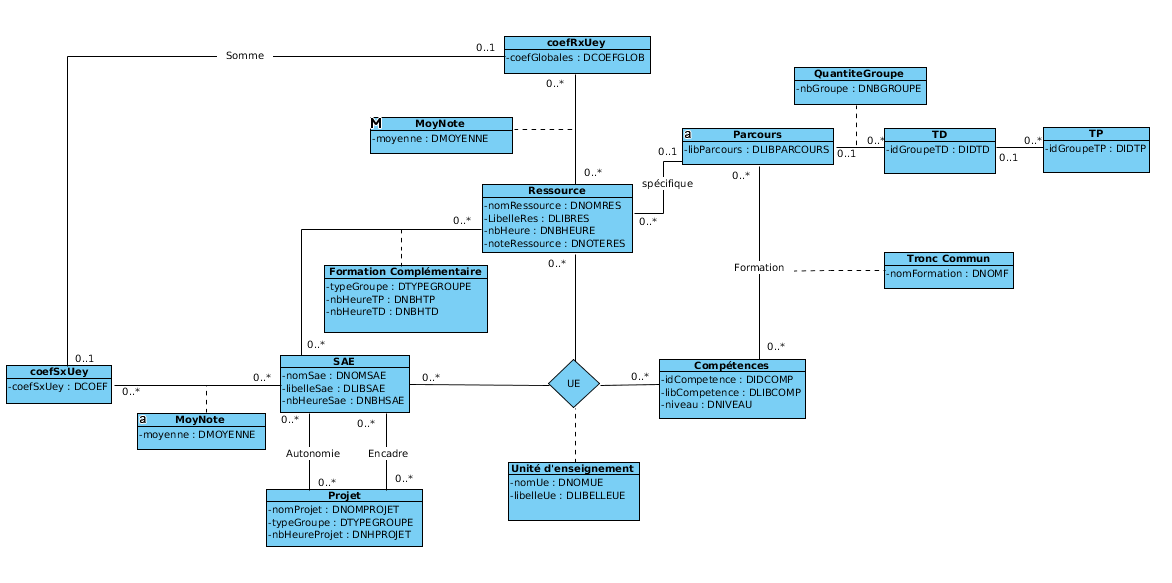 coefRxUey
-coefGlobales : DCOEFGLOB
Somme
0..1
0..*
QuantiteGroupe
-nbGroupe : DNBGROUPE
M
MoyNote
-moyenne : DMOYENNE
a
Parcours
-libParcours : DLIBPARCOURS
0..1
0..*
TD
-idGroupeTD : DIDTD
0..1
0..*
TP
-idGroupeTP : DIDTP
0..1
spécifique
0..*
0..*
0..*
Ressource
-nomRessource : DNOMRES
-LibelleRes : DLIBRES
-nbHeure : DNBHEURE
-noteRessource : DNOTERES
0..*
0..*
Formation Complémentaire
-typeGroupe : DTYPEGROUPE
-nbHeureTP : DNBHTP
-nbHeureTD : DNBHTD
Formation
Tronc Commun
-nomFormation : DNOMF
0..1
coefSxUey
-coefSxUey : DCOEF
0..*
0..*
0..*
SAE
-nomSae : DNOMSAE
-libelleSae : DLIBSAE
-nbHeureSae : DNBHSAE
0..*
UE
0..*
0..*
Compétences
-idCompetence : DIDCOMP
-libCompetence : DLIBCOMP
-niveau : DNIVEAU
a
MoyNote
-moyenne : DMOYENNE
0..*
0..*
Autonomie
Encadre
0..*
0..*
Unité d'enseignement
-nomUe : DNOMUE
-libelleUe : DLIBELLEUE
Projet
-nomProjet : DNOMPROJET
-typeGroupe : DTYPEGROUPE
-nbHeureProjet : DNHPROJET